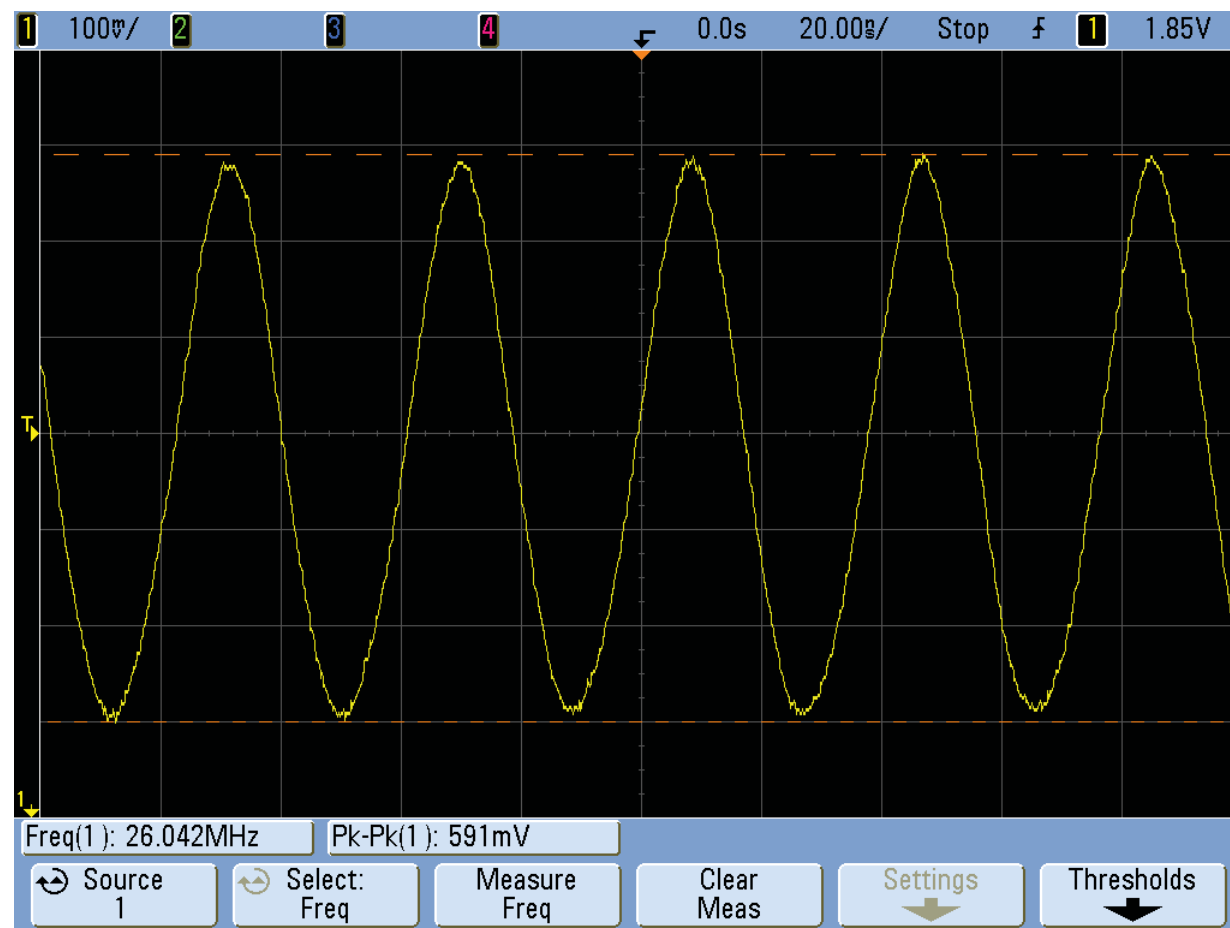 1 100mV/ 2 3 4 0.0s 20.00ns/ Stop 1 1.85V
T
1
Freq(1): 26.042MHz Pk-Pk(1): 591mV
Source Select: Measure Clear Settings Thresholds
1 Freq Freq Meas